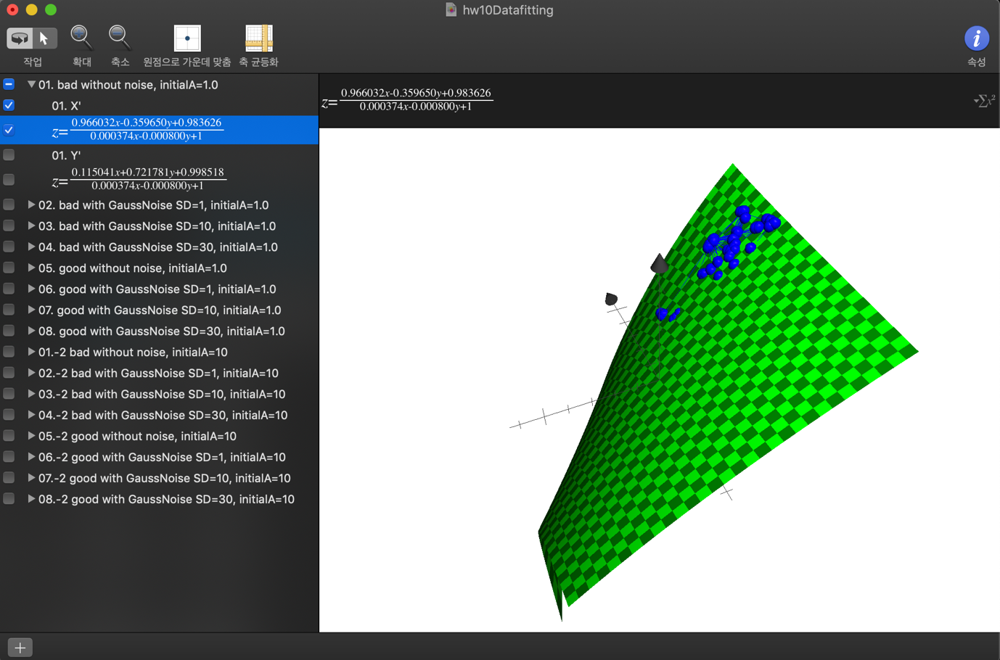 hw10Datafitting
작업 확대 축소 원점으로 가운데 맞춤 축 균등화 속성
01. bad without noise, initialA=1.0
01. X'
z=0.966032x-0.359650y+0.983626
0.000374x-0.000800y+1
01. Y'
z=0.115041x+0.721781y+0.998518
0.000374x-0.000800y+1
02. bad with GaussNoise SD=1, initialA=1.0
03. bad with GaussNoise SD=10, initialA=1.0
04. bad with GaussNoise SD=30, initialA=1.0
05. good without noise, initialA=1.0
06. good with GaussNoise SD=1, initialA=1.0
07. good with GaussNoise SD=10, initialA=1.0
08. good with GaussNoise SD=30, initialA=1.0
01.-2 bad without noise, initialA=10
02.-2 bad with GaussNoise SD=1, initialA=10
03.-2 bad with GaussNoise SD=10, initialA=10
04.-2 bad with GaussNoise SD=30, initialA=10
05.-2 good without noise, initialA=10
06.-2 good with GaussNoise SD=1, initialA=10
07.-2 good with GaussNoise SD=10, initialA=10
08.-2 good with GaussNoise SD=30, initialA=10
z=0.966032x-0.359650y+0.983626
0.000374x-0.000800y+1
Σx²